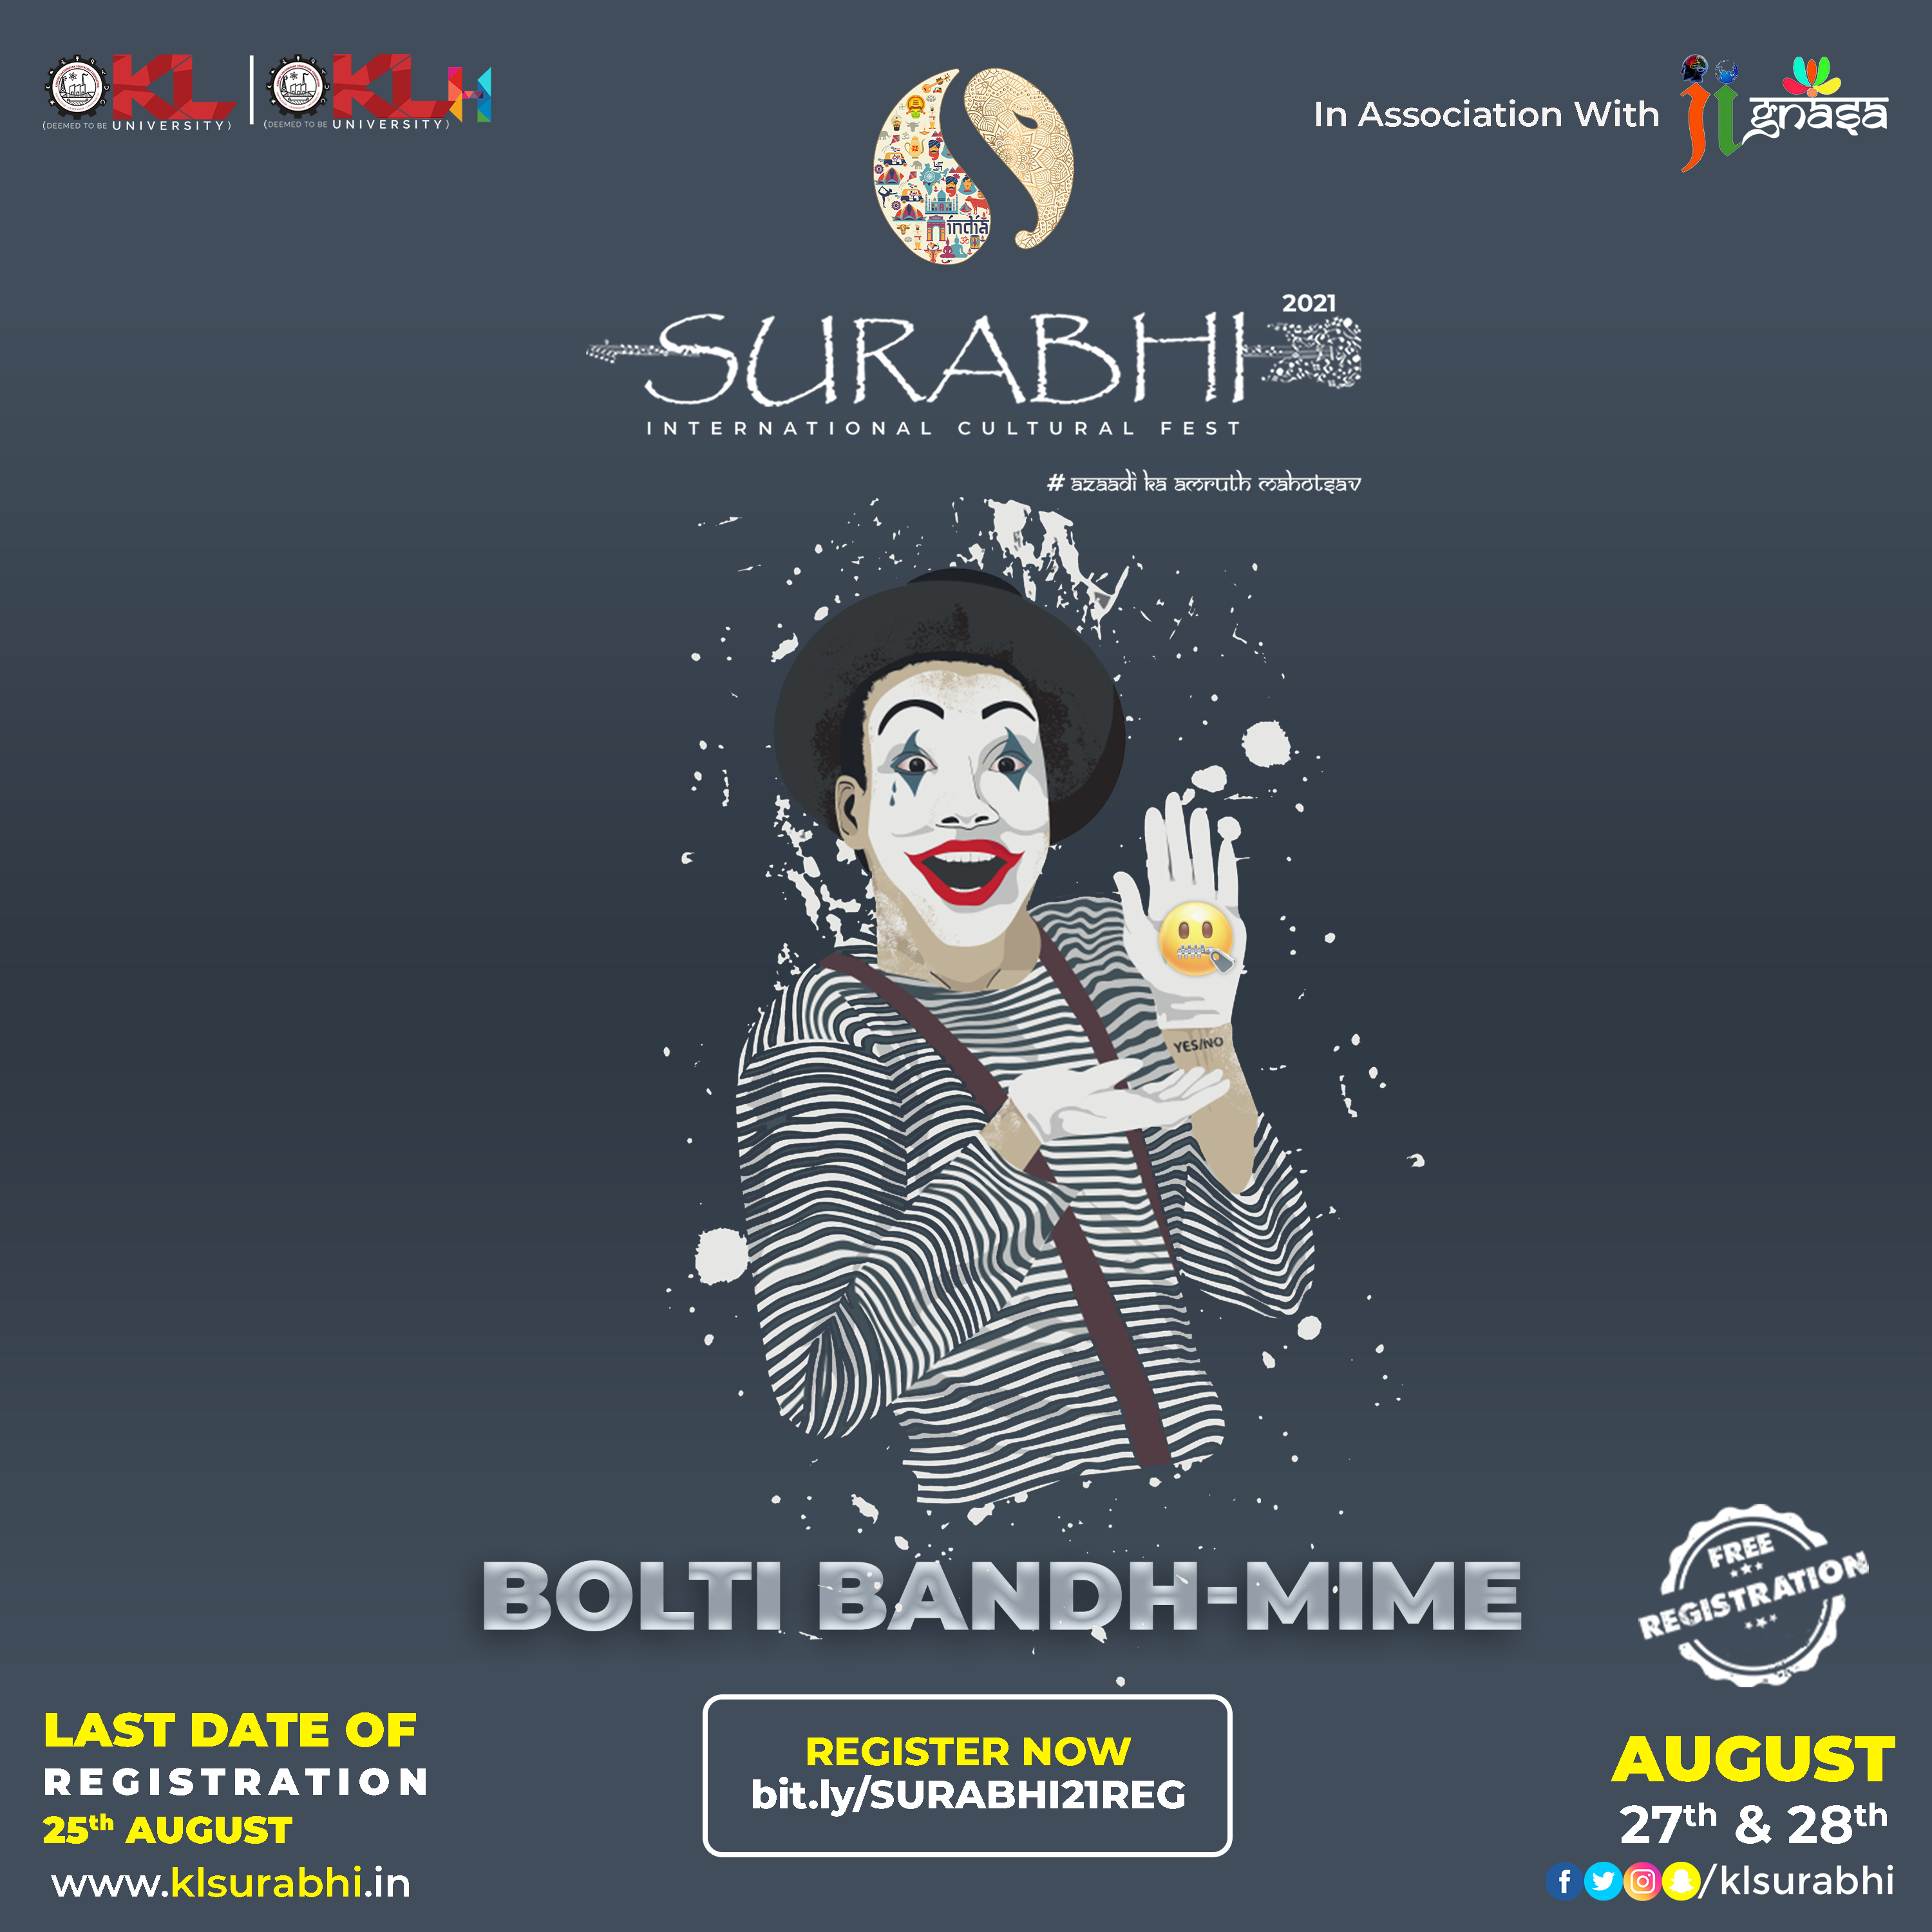 KL
(DEEMED TO BE UNIVERSITY)
KLH
(DEEMED TO BE UNIVERSITY)
In Association With
jignasa
india
2021
SURABHI
INTERNATIONAL CULTURAL FEST
# azaadi ka amruth mahotsav
YES/NO
BOLTI BANDH-MIME
FREE
REGISTRATION
LAST DATE OF
REGISTRATION
25th AUGUST
www.klsurabhi.in
REGISTER NOW
bit.ly/SURABHI21REG
AUGUST
27th & 28th
/klsurabhi